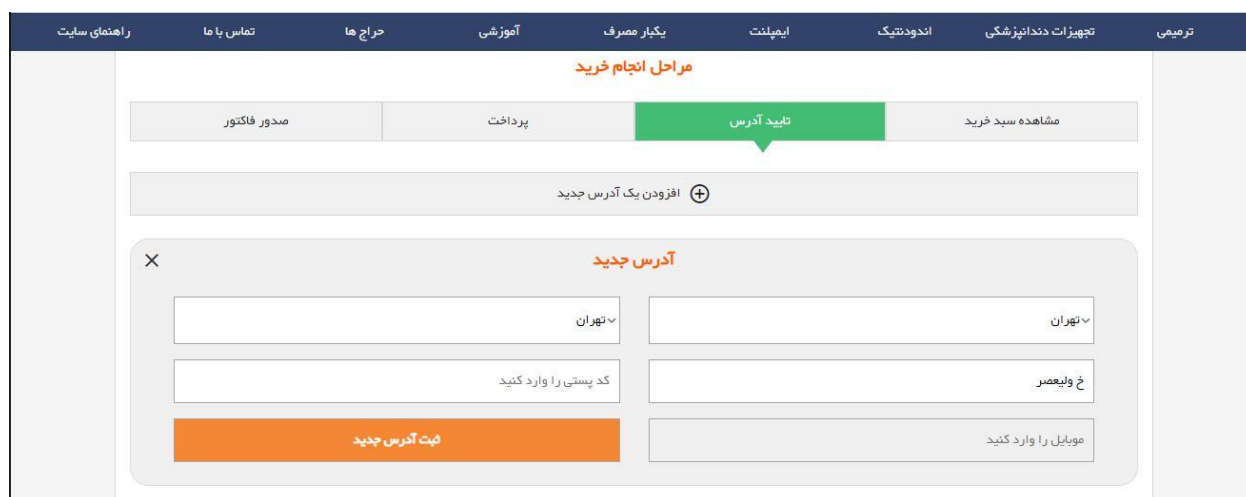 ترمیمی تجهیزات دندانپزشکی اندودنتیک ایمپلنت یکبار مصرف آموزشی حراج ها تماس با ما راهنمای سایت
مراحل انجام خرید
مشاهده سبد خرید تایید آدرس پرداخت صدور فاکتور
افزودن یک آدرس جدید
آدرس جدید
تهران تهران
خ ولیعصر کد پستی را وارد کنید
موبایل را وارد کنید ثبت آدرس جدید